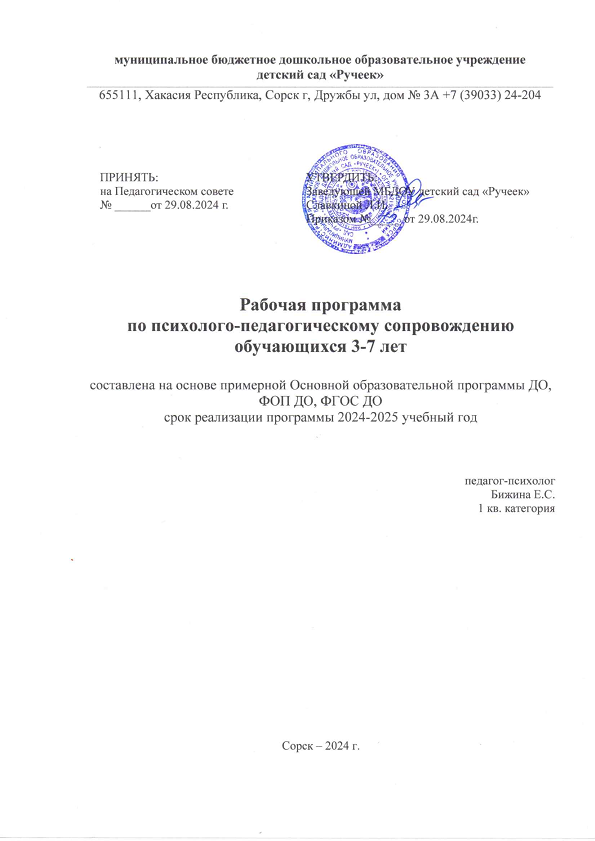 муниципальное бюджетное дошкольное образовательное учреждение
детский сад «Ручеек»
655111, Хакасия Республика, Сорск г, Дружбы ул, дом № 3А +7 (39033) 24-204
ПРИНЯТЬ:
на Педагогическом совете
№ ______от 29.08.2024 г.
УТВЕРДИТЬ:
Заведующей МБДОУ детский сад «Ручеек»
Приказом № от 29.08.2024г.
Рабочая программа
по психолого-педагогическому сопровождению
обучающихся 3-7 лет
составлена на основе примерной Основной образовательной программы ДО,
ФОП ДО, ФГОС ДО
срок реализации программы 2024-2025 учебный год
педагог-психолог
Бижина Е.С.
1 кв. категория
Сорск – 2024 г.